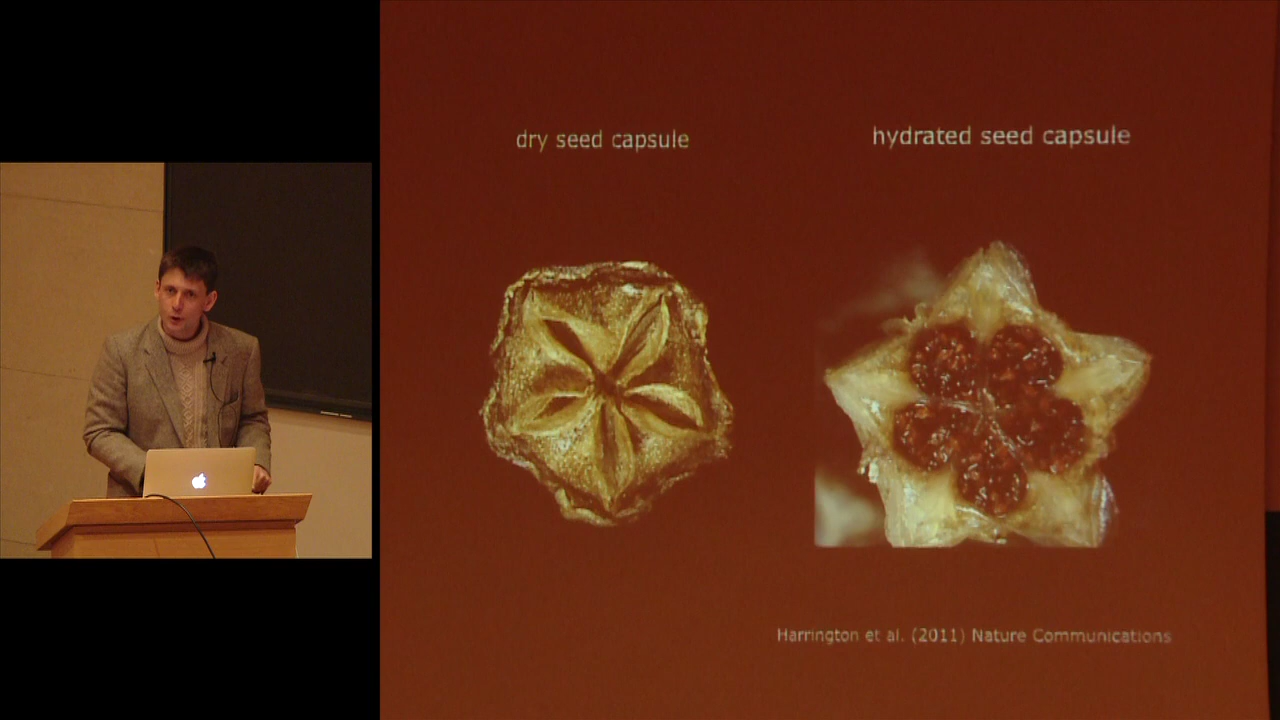 dry seed capsule
hydrated seed capsule
Harrington et al. (2011) Nature Communications